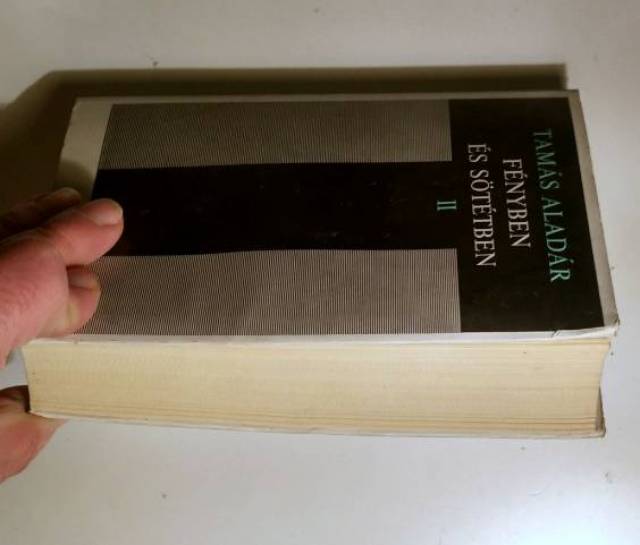 TAMÁS ALADÁR
FÉNYBEN
ÉS SÖTÉTBEN
II